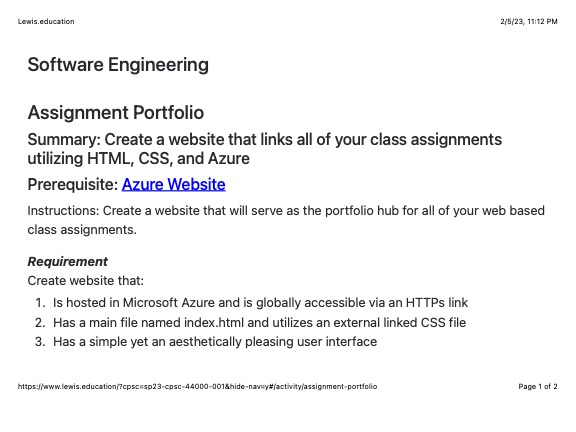 Lewis.education 2/5/23, 11:12 PM
Software Engineering
Assignment Portfolio
Summary: Create a website that links all of your class assignments
utilizing HTML, CSS, and Azure
Prerequisite: Azure Website
Instructions: Create a website that will serve as the portfolio hub for all of your web based
class assignments.
Requirement
Create website that:
1. Is hosted in Microsoft Azure and is globally accessible via an HTTPs link
2. Has a main file named index.html and utilizes an external linked CSS file
3. Has a simple yet an aesthetically pleasing user interface
https://www.lewis.education/?cpsc=sp23-cpsc-44000-001&hide-nav=y#/activity/assignment-portfolio Page 1 of 2